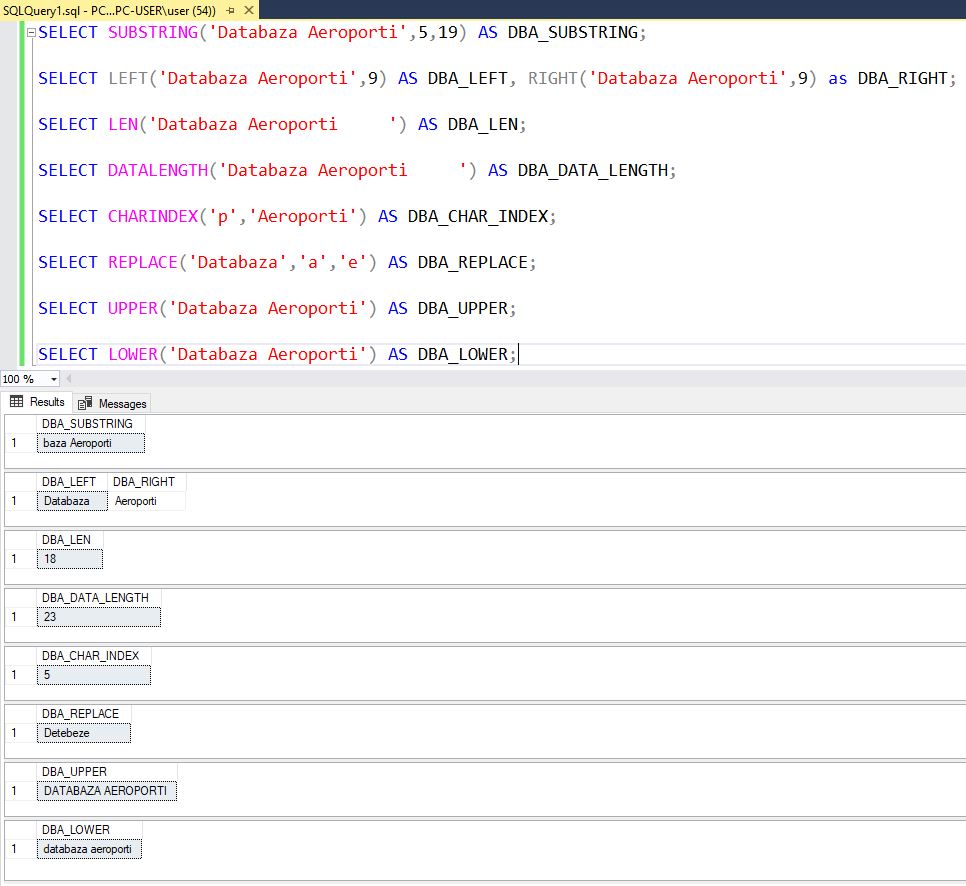 SQLQuery1.sql - PC...PC-USER\user (54))
SELECT SUBSTRING('Databaza Aeroporti',5,19) AS DBA_SUBSTRING;
SELECT LEFT('Databaza Aeroporti',9) AS DBA_LEFT, RIGHT('Databaza Aeroporti',9) as DBA_RIGHT;
SELECT LEN('Databaza Aeroporti     ') AS DBA_LEN;
SELECT DATALENGTH('Databaza Aeroporti     ') AS DBA_DATA_LENGTH;
SELECT CHARINDEX('p','Aeroporti') AS DBA_CHAR_INDEX;
SELECT REPLACE('Databaza','a','e') AS DBA_REPLACE;
SELECT UPPER('Databaza Aeroporti') AS DBA_UPPER;
SELECT LOWER('Databaza Aeroporti') AS DBA_LOWER;
100 %
Results Messages
DBA_SUBSTRING
1 baza Aeroporti
DBA_LEFT DBA_RIGHT
1 Databaza Aeroporti
DBA_LEN
1 18
DBA_DATA_LENGTH
1 23
DBA_CHAR_INDEX
1 5
DBA_REPLACE
1 Detebeze
DBA_UPPER
1 DATABAZA AEROPORTI
DBA_LOWER
1 databaza aeroporti